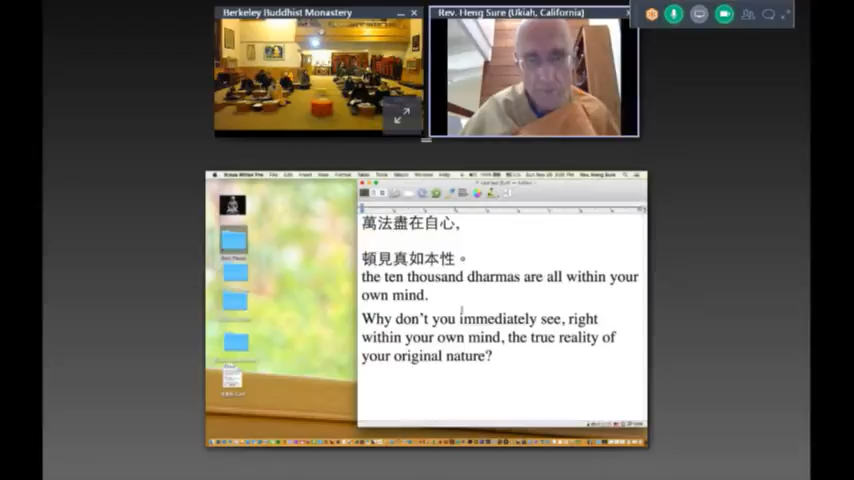 Berkeley Buddhist Monastery
Rev. Heng Sure (Ukiah, California)
萬法盡在自心,
頓見真如本性。
the ten thousand dharmas are all within your
own mind.
Why don't you immediately see, right
within your own mind, the true reality of
your original nature?